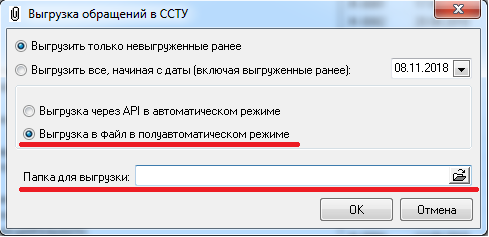 Выгрузка обращений в ССТУ
Выгрузить только невыгруженные ранее
Выгрузить все, начиная с даты (включая выгруженные ранее): 08.11.2018
Выгрузка через API в автоматическом режиме
Выгрузка в файл в полуавтоматическом режиме
Папка для выгрузки:
OK Отмена